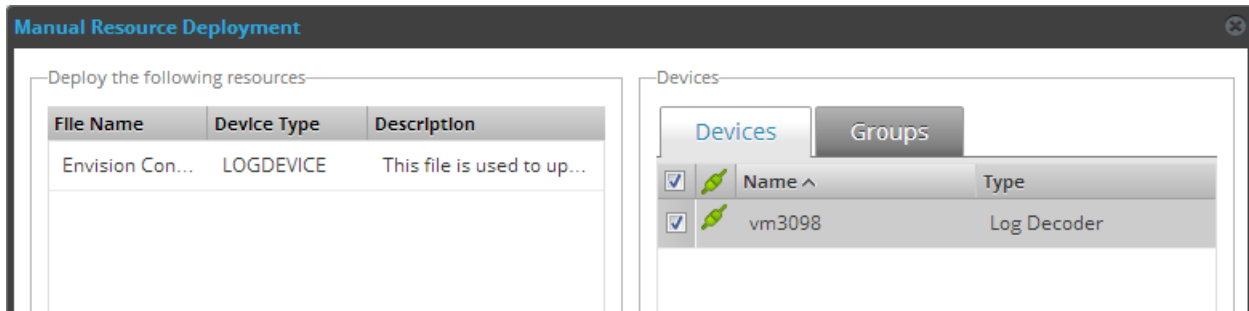 Manual Resource Deployment
Deploy the following resources
File Name Device Type Description
Envision Con... LOGDEVICE This file is used to up...
Devices
Devices Groups
Name Type
vm3098 Log Decoder